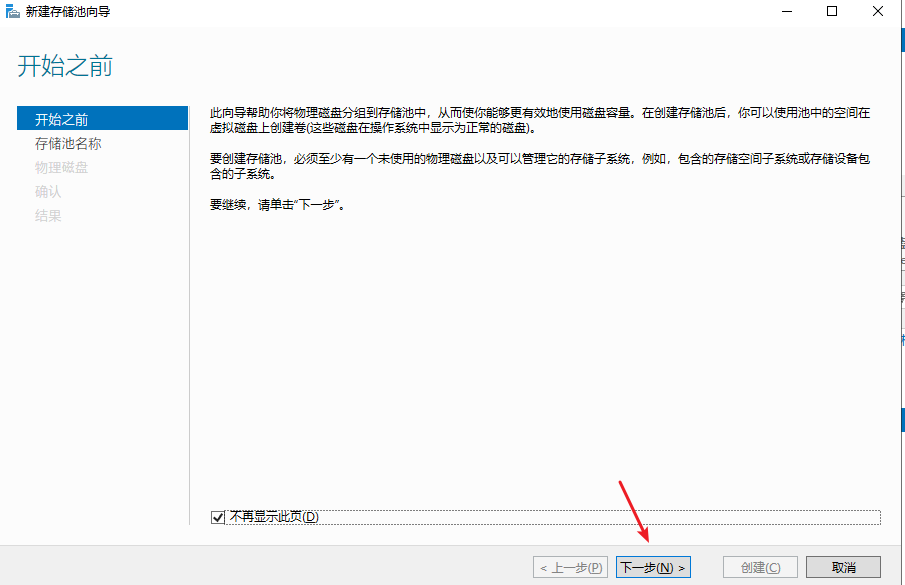 新建存储池向导
开始之前
开始之前
存储池名称
物理磁盘
确认
结果
此向导帮助你将物理磁盘分组到存储池中，从而使你能够更有效地使用磁盘容量。在创建存储池后，你可以使用池中的空间在
虚拟磁盘上创建卷(这些磁盘在操作系统中显示为正常的磁盘)。
要创建存储池，必须至少有一个未使用的物理磁盘以及可以管理它的存储子系统，例如，包含的存储空间子系统或存储设备包
含的子系统。
要继续，请单击"下一步"。
不再显示此页(D)
< 上一步(P)
下一步(N) >
创建(C)
取消